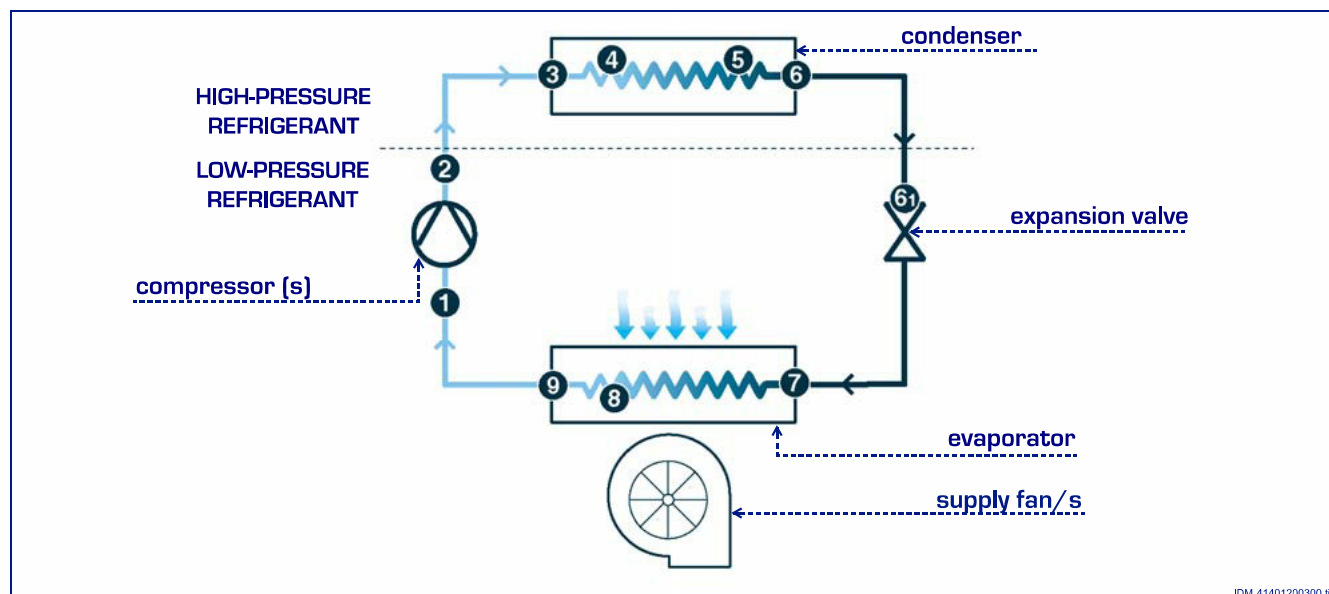 condenser
3
4
5
6
HIGH-PRESSURE
REFRIGERANT
LOW-PRESSURE
REFRIGERANT
2
61
expansion valve
compressor (s)
1
9
8
7
evaporator
supply fan/s